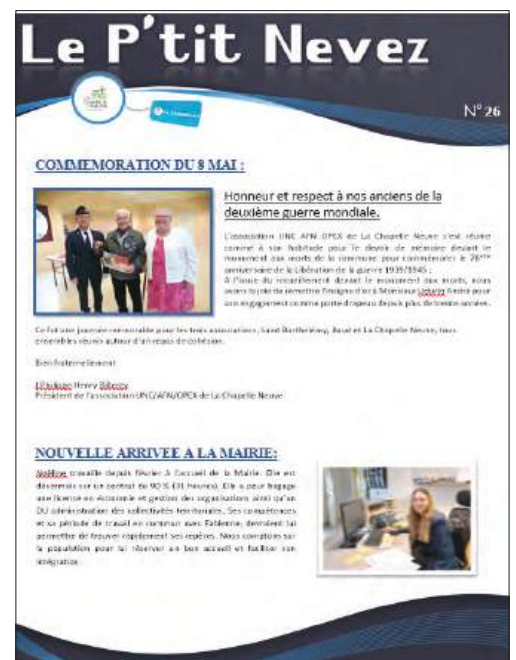 Le P'tit Nevez
N° 26
COMMEMORATION DU 8 MAI :
Honneur et respect à nos anciens de la
deuxième guerre mondiale.
L'association UNC AFN OPEX de La Chapelle Neuve s'est réunie
comme à son habitude pour le devoir de mémoire devant le
monument aux morts de la commune pour commémorer le 78ème
anniversaire de la Libération de la guerre 1939/1945 ;
A l'issue du recueillement devant le monument aux morts, nous
avons la joie de remettre l'insigne d'or à Monsieur André pour
son engagement comme porte drapeau depuis plus de trente années.
Ce fut une journée mémorable pour les trois associations, Saint Barthélémy, Baud et La Chapelle Neuve, tous
ensembles réunis autour d'un repas de cohésion.
Bien fraternellement
Henry Billerey
Président de l'association UNC/AFN/OPEX de La Chapelle Neuve
NOUVELLE ARRIVEE A LA MAIRIE:
travaille depuis février à l'accueil de la Mairie. Elle est
désormais sur un contrat de 90 % (31 heures). Elle a pour bagage
une licence en économie et gestion des organisations ainsi qu'un
DU administration des collectivités territoriales. Ses compétences
et sa période de travail en commun avec Fabienne, devraient lui
permettre de trouver rapidement ses repères. Nous comptons sur
la population pour lui réserver un bon accueil et faciliter son
intégration.